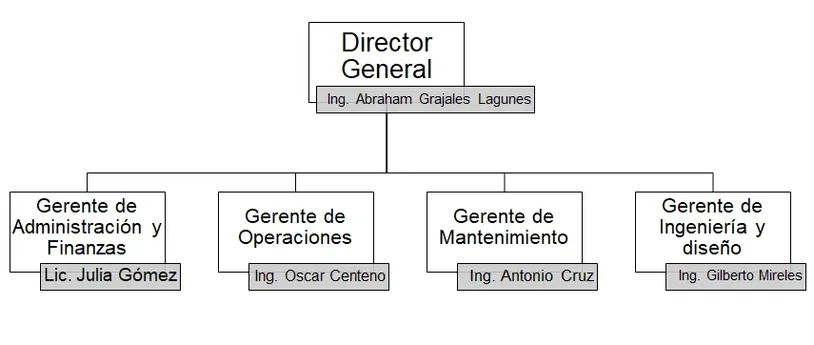 Director
General
Ing. Abraham Grajales Lagunes
Gerente de
Administración y
Finanzas
Lic. Julia Gómez
Gerente de
Operaciones
Ing. Oscar Centeno
Gerente de
Mantenimiento
Ing. Antonio Cruz
Gerente de
Ingeniería y
diseño
Ing. Gilberto Mireles